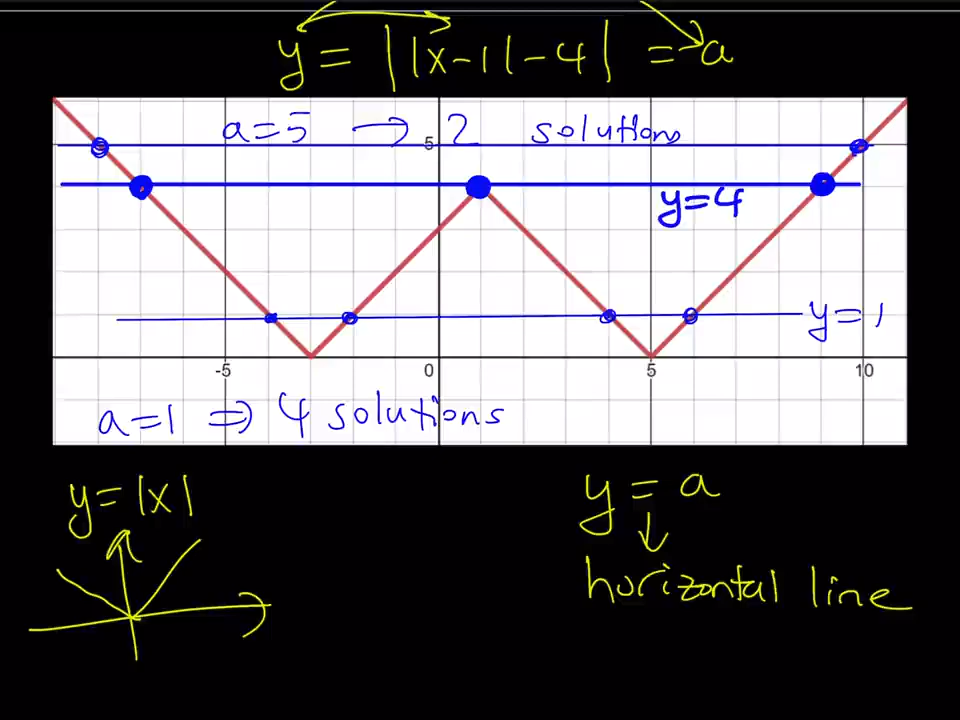 y = ||x-1|-4| = a
a=5 → 2 solutions
5
y=4
y=1
-5 0 5 10
a=1 ⇒ 4 solutions
y=|x|
y = a
↓
horizontal line